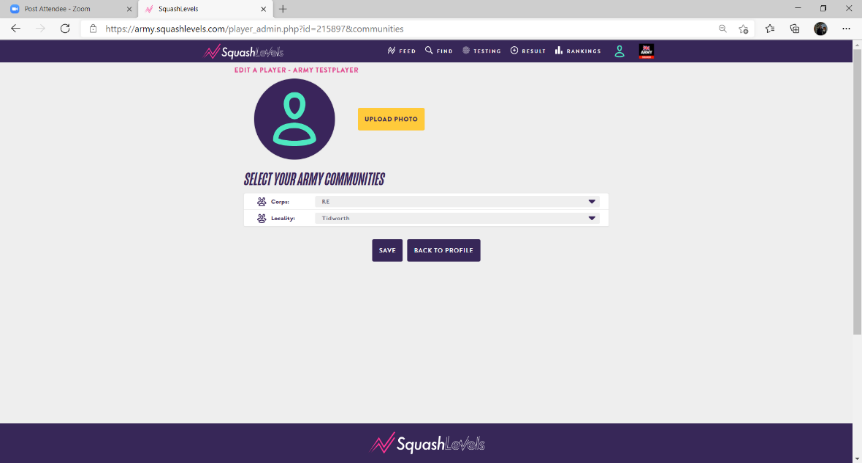 Post Attendee - Zoom
SquashLevels
https://army.squashlevels.com/player_admin.php?id=215897&communities
SquashLevels
FEED
FIND
TESTING
RESULT
RANKINGS
ARMY
EDIT A PLAYER - ARMY TESTPLAYER
UPLOAD PHOTO
SELECT YOUR ARMY COMMUNITIES
Corps: RE
Locality: Tidworth
SAVE
BACK TO PROFILE
SquashLevels